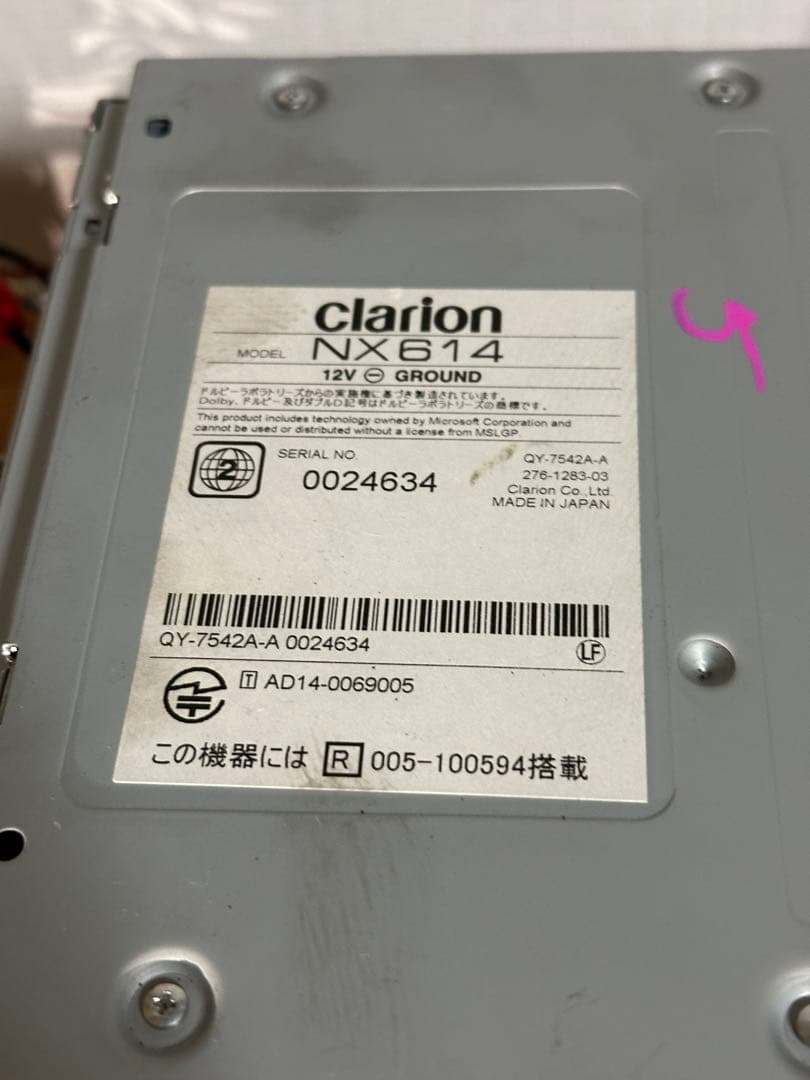 clarion
MODEL NX614
12V ⊖ GROUND
ドルビーラボラトリーズからの実施権に基づき製造されています。
Dolby、ドルビー及びダブルD記号はドルビーラボラトリーズの商標です。
This product includes technology owned by Microsoft Corporation and
cannot be used or distributed without a license from MSLGP.
2
SERIAL NO.
0024634
QY-7542A-A
276-1283-03
Clarion Co.,Ltd.
MADE IN JAPAN
QY-7542A-A 0024634
LF
T AD14-0069005
この機器には R 005-100594搭載